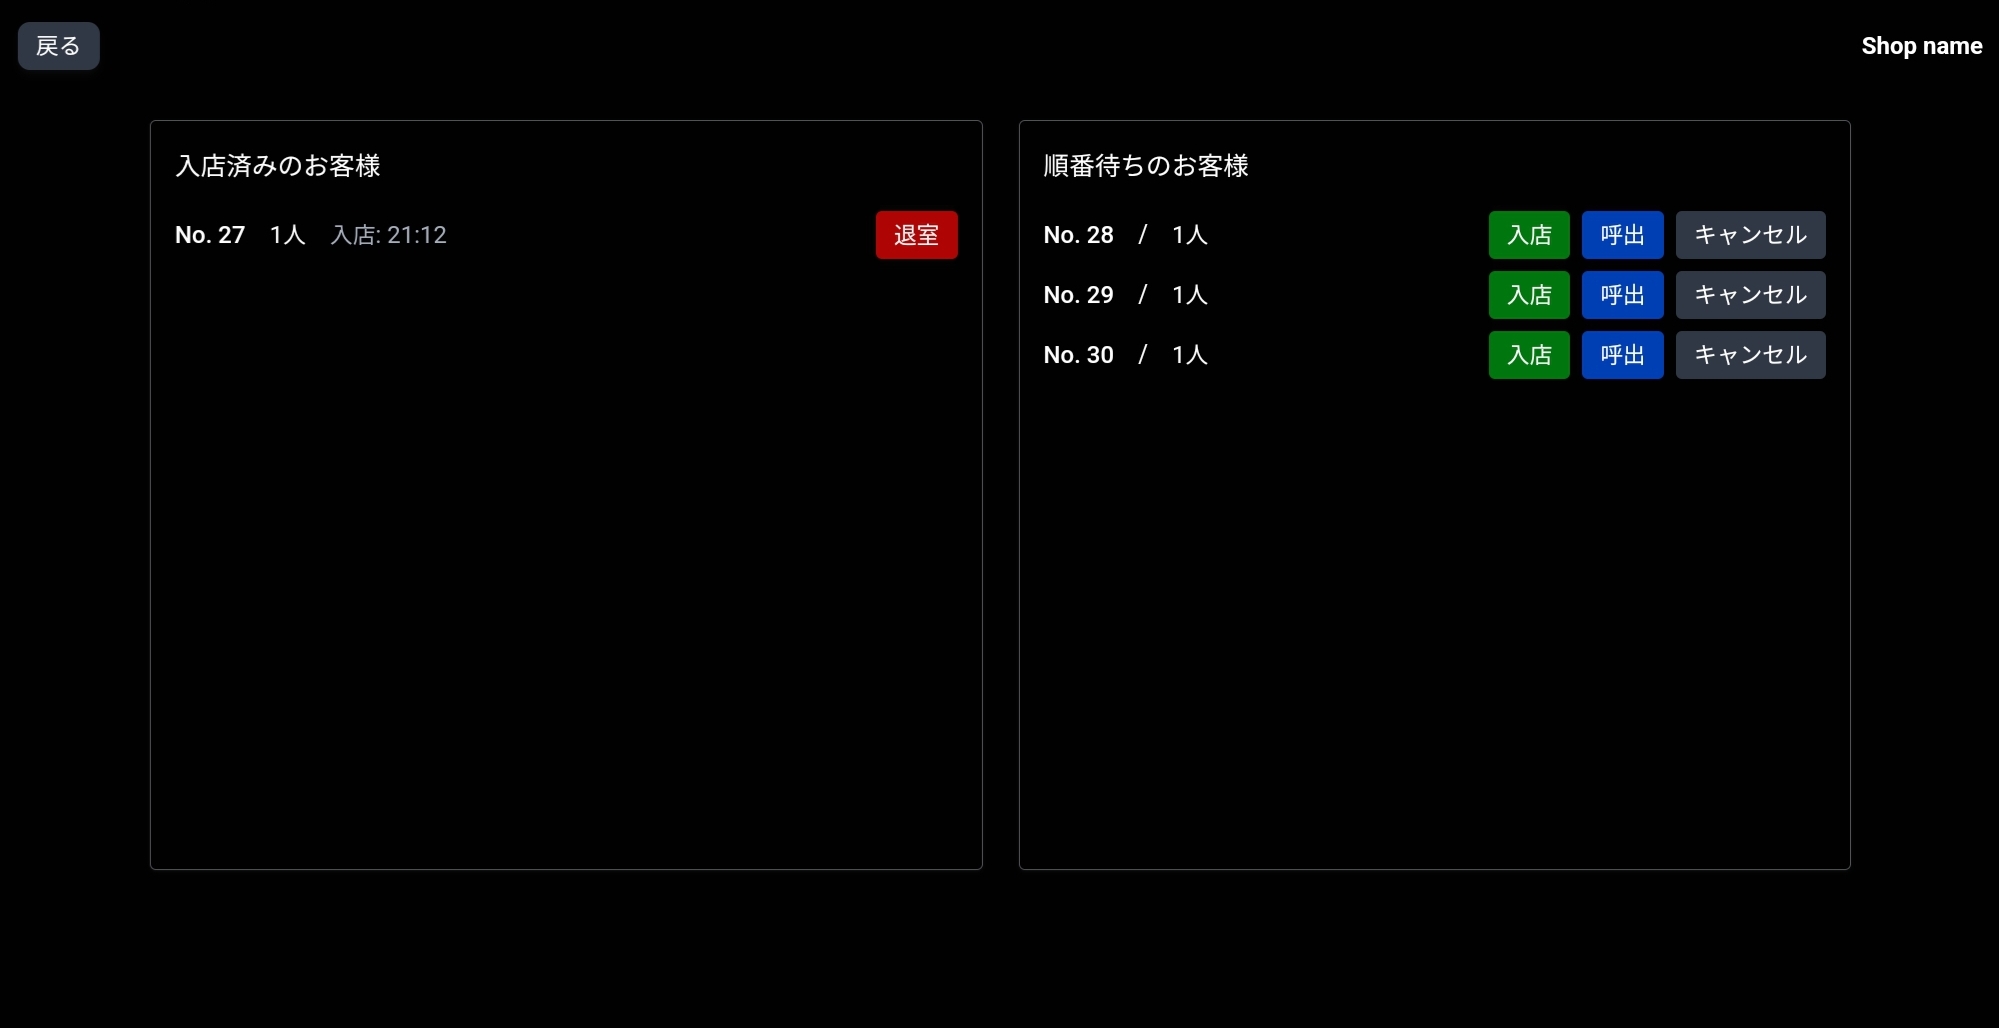 戻る
Shop name
入店済みのお客様
No. 27 1人 入店: 21:12 退室
順番待ちのお客様
No. 28 / 1人 入店 呼出 キャンセル
No. 29 / 1人 入店 呼出 キャンセル
No. 30 / 1人 入店 呼出 キャンセル